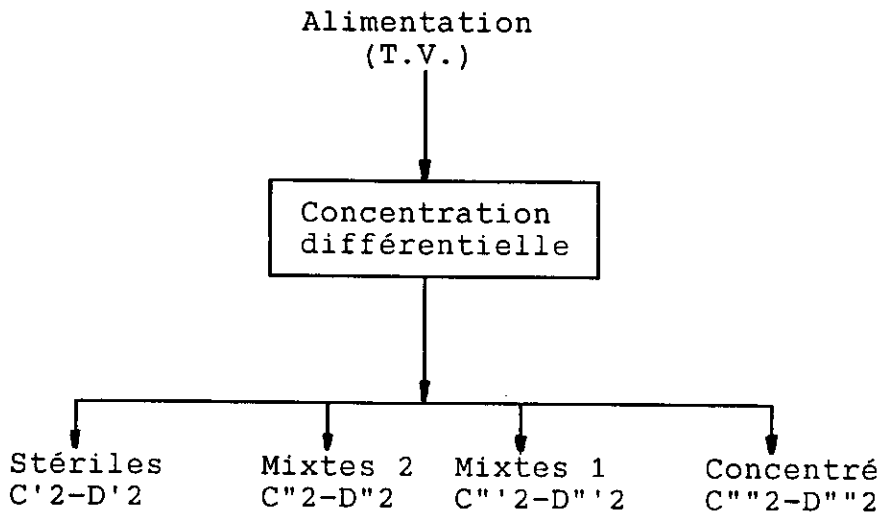 Alimentation
(T.V.)
Concentration
différentielle
Stériles
C'2-D'2
Mixtes 2
C"2-D"2
Mixtes 1
C"'2-D"'2
Concentré
C""2-D""2